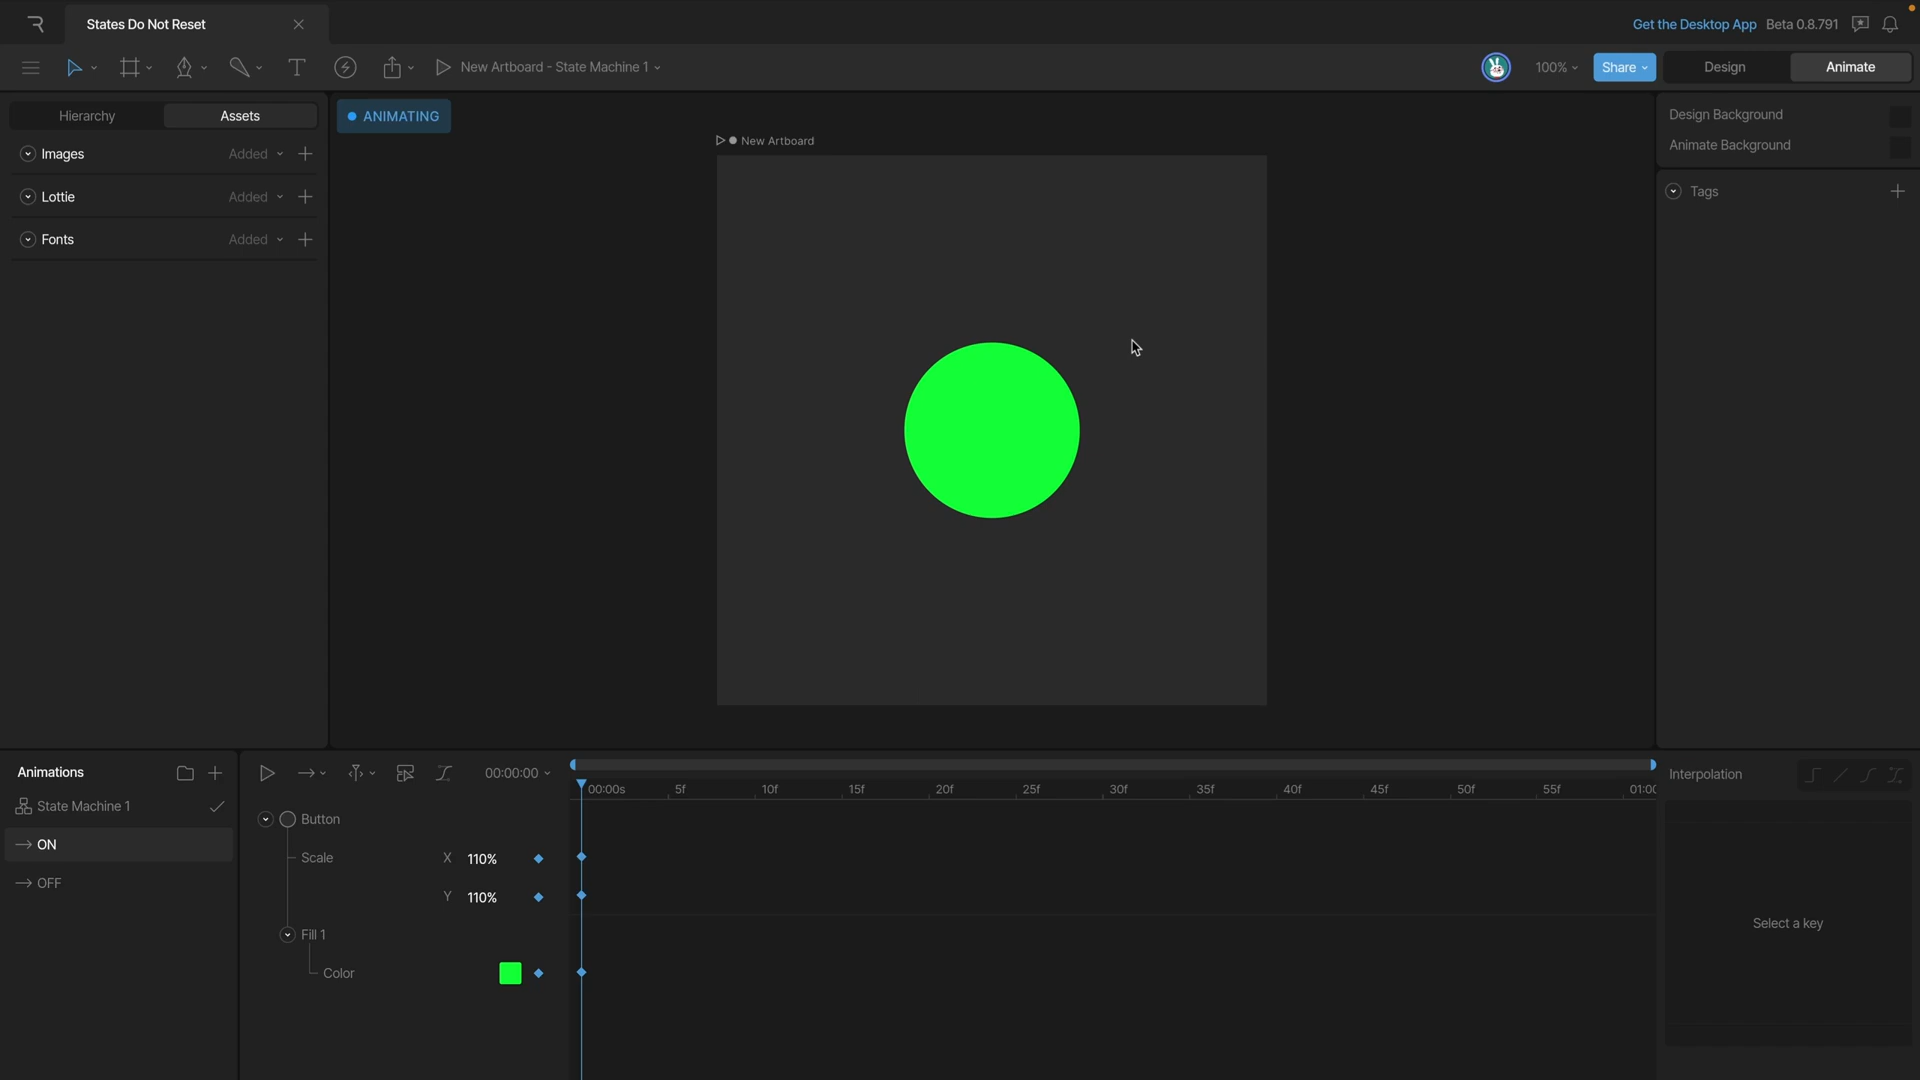 States Do Not Reset
Get the Desktop App Beta 0.8.791
New Artboard - State Machine 1
100%
Share
Design
Animate
Hierarchy
Assets
Images
Added
Lottie
Added
Fonts
Added
ANIMATING
New Artboard
Design Background
Animate Background
Tags
Animations
State Machine 1
ON
OFF
00:00:00
00:00s 5f 10f 15f 20f 25f 30f 35f 40f 45f 50f 55f
Button
Scale X 110%
Y 110%
Fill 1
Color
Interpolation
Select a key